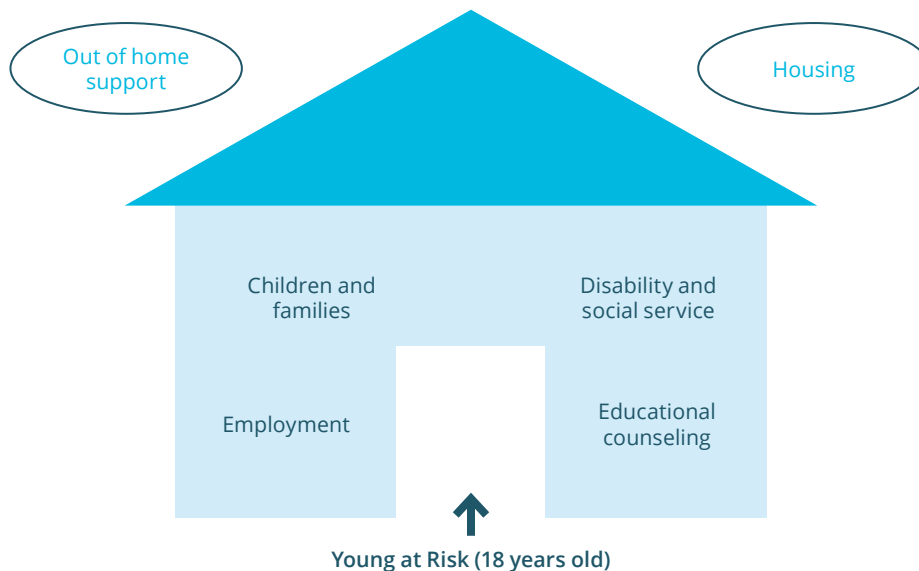 Out of home
support
Housing
Children and
families
Disability and
social service
Employment
Educational
counseling
Young at Risk (18 years old)